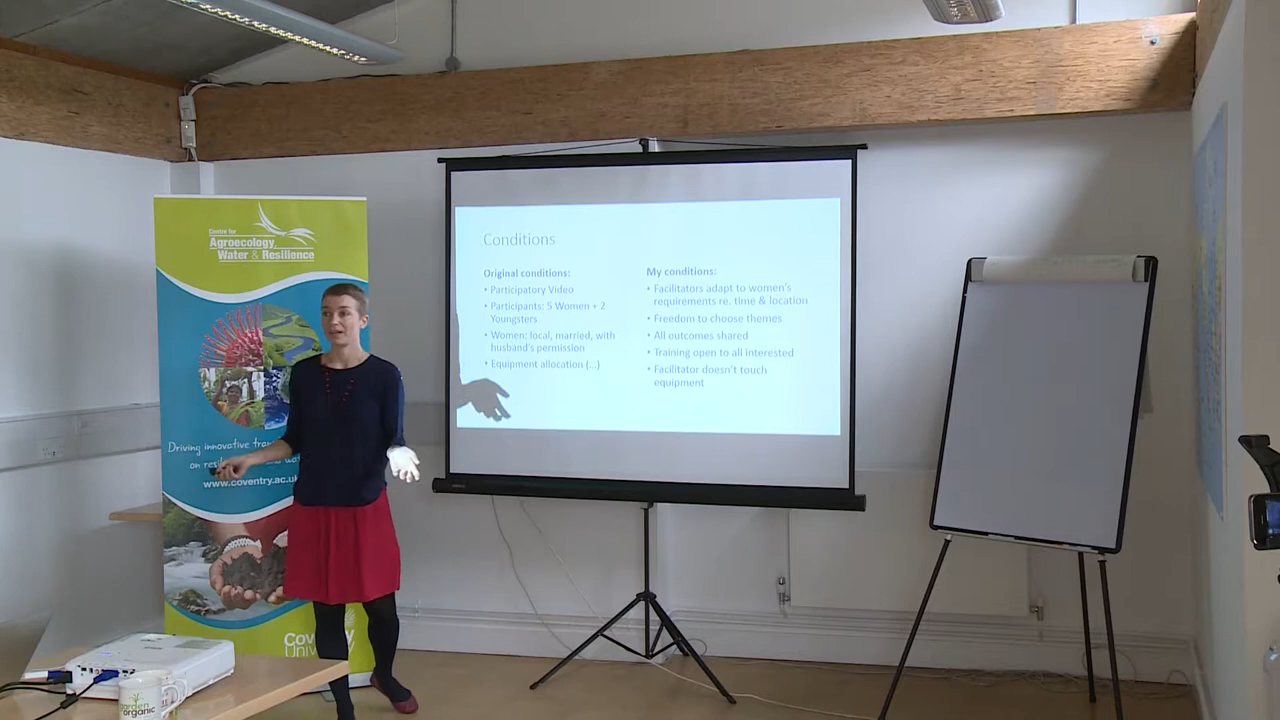 Centre for
Agroecology,
Water & Resilience
Driving innovative
on
www.coventry.ac.uk
Conditions
Original conditions:
• Participatory Video
• Participants: 5 Women + 2
Youngsters
• Women: local, married, with
husband's permission
• Equipment allocation (...)
My conditions:
• Facilitators adapt to women's
requirements re. time & location
• Freedom to choose themes
• All outcomes shared
• Training open to all interested
• Facilitator doesn't touch
equipment
garden
organic